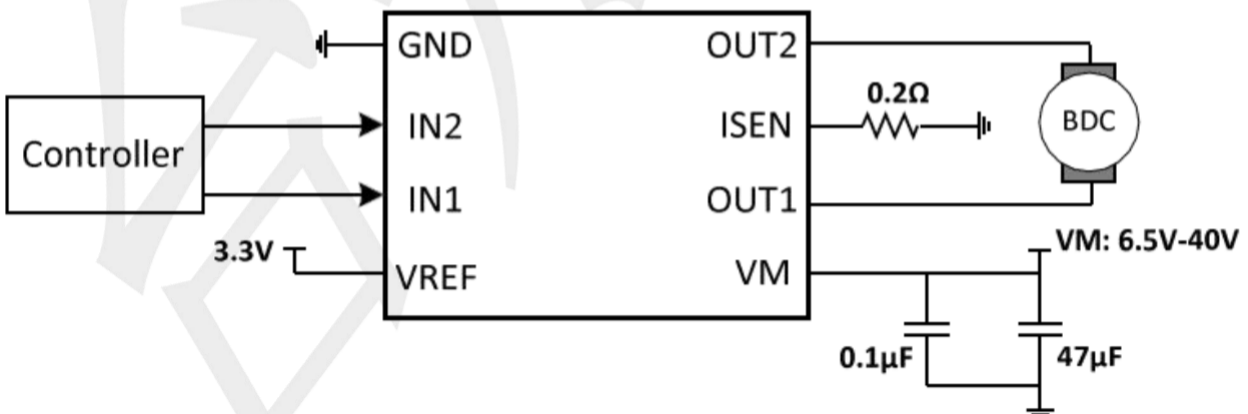 GND
OUT2
0.2Ω
Controller
IN2
ISEN
BDC
IN1
OUT1
3.3V
VM: 6.5V-40V
VREF
VM
0.1µF
47µF